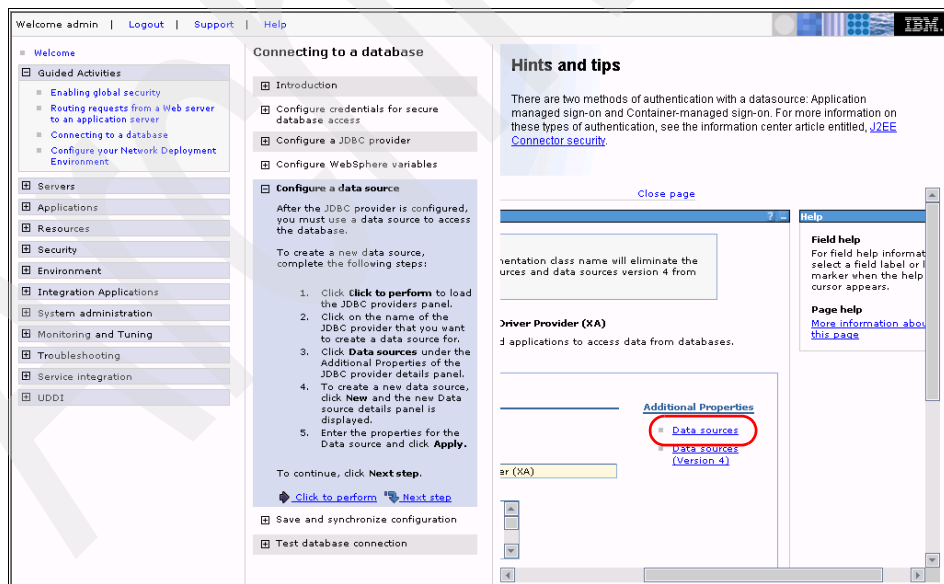 Welcome admin | Logout | Support | Help
IBM.
Welcome
Guided Activities
Enabling global security
Routing requests from a Web server
to an application server
Connecting to a database
Configure your Network Deployment
Environment
Servers
Applications
Resources
Security
Environment
Integration Applications
System administration
Monitoring and Tuning
Troubleshooting
Service integration
UDDI
Connecting to a database
Introduction
Configure credentials for secure
database access
Configure a JDBC provider
Configure WebSphere variables
Configure a data source
After the JDBC provider is configured,
you must use a data source to access
the database.
To create a new data source,
complete the following steps:
1. Click Click to perform to load
the JDBC providers panel.
2. Click on the name of the
JDBC provider that you want
to create a data source for.
3. Click Data sources under the
Additional Properties of the
JDBC provider details panel.
4. To create a new data source,
click New and the new Data
source details panel is
displayed.
5. Enter the properties for the
Data source and click Apply.
To continue, click Next step.
Click to perform Next step
Save and synchronize configuration
Test database connection
Hints and tips
There are two methods of authentication with a datasource: Application
managed sign-on and Container-managed sign-on. For more information on
these types of authentication, see the information center article entitled, J2EE
Connector security.
Close page
? _
mentation class name will eliminate the
urces and data sources version 4 from
Driver Provider (XA)
d applications to access data from databases.
Additional Properties
Data sources
Data sources
(Version 4)
er (XA)
Help
Field help
For field help informat
select a field label or l
marker when the help
cursor appears.
Page help
More information abou
this page